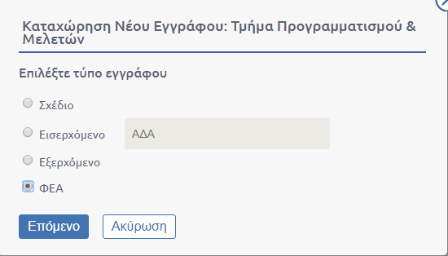 Καταχώρηση Νέου Εγγράφου: Τμήμα Προγραμματισμού &
Μελετών
Επιλέξτε τύπο εγγράφου
Σχέδιο
Εισερχόμενο ΑΔΑ
Εξερχόμενο
ΦΕΑ
Επόμενο Ακύρωση